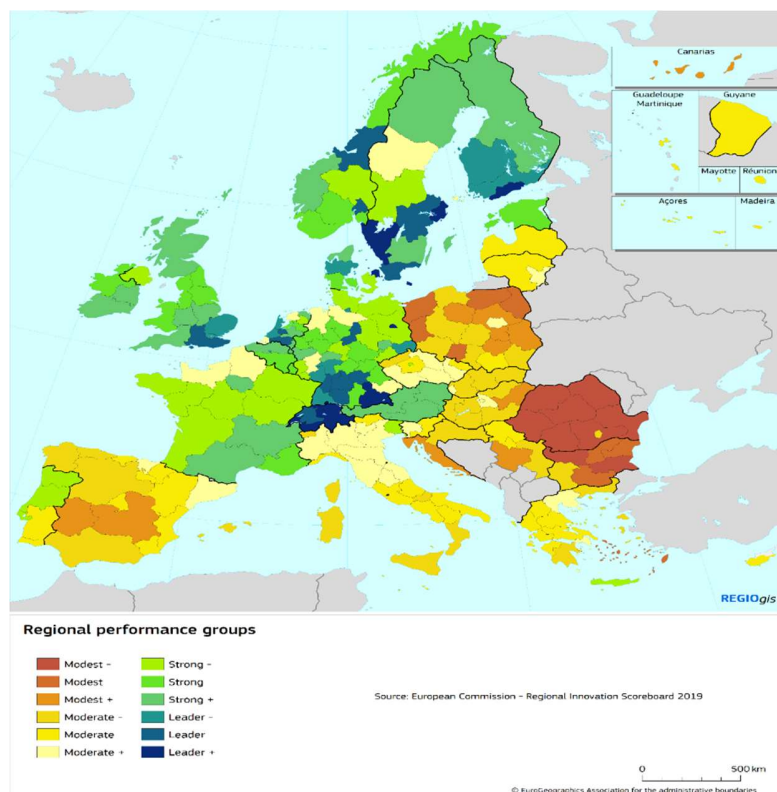 Canarias
Guadeloupe
Martinique
Guyane
Mayotte
Réunion
Açores
Madeira
REGIOgis
Regional performance groups
Modest -
Strong -
Modest
Strong
Modest +
Strong +
Moderate -
Leader -
Moderate
Leader
Moderate +
Leader +
Source: European Commission - Regional Innovation Scoreboard 2019
0 500 km
© EuroGeographics Association for the administrative boundaries